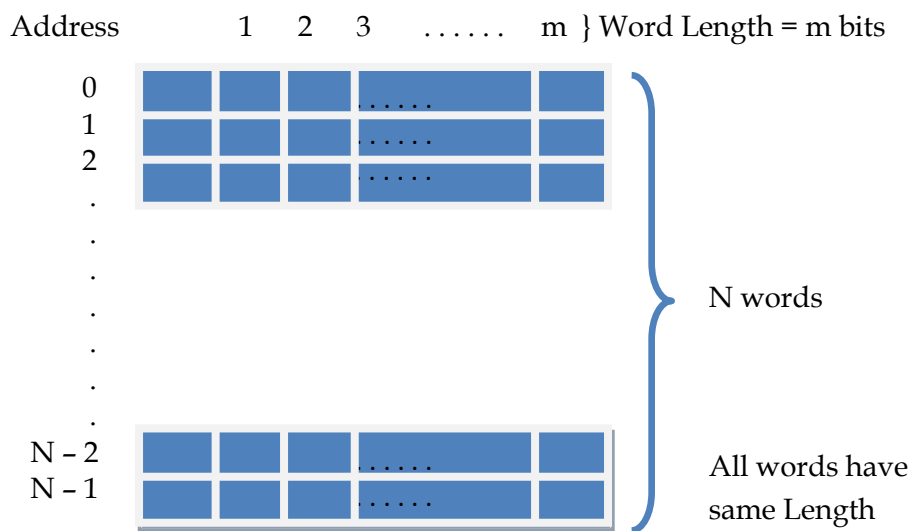 Address 1 2 3 ...... m } Word Length = m bits
0 ......
1 ......
2 ......
.
.
.
.
.
.
.
N words
N – 2 ......
N – 1 ......
All words have
same Length